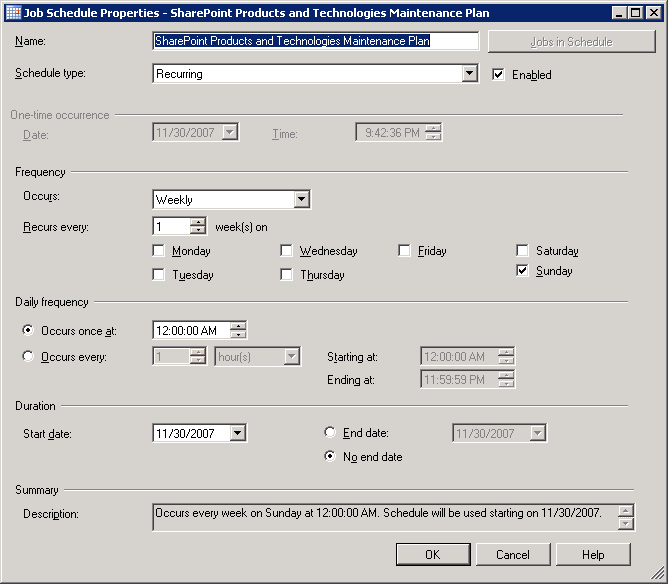 Job Schedule Properties - SharePoint Products and Technologies Maintenance Plan
Name: SharePoint Products and Technologies Maintenance Plan Jobs in Schedule
Schedule type: Recurring Enabled
One-time occurrence
Date: 11/30/2007 Time: 9:42:36 PM
Frequency
Occurs: Weekly
Recurs every: 1 week(s) on
Monday Wednesday Friday Saturday
Tuesday Thursday Sunday
Daily frequency
Occurs once at: 12:00:00 AM
Occurs every: 1 hour(s) Starting at: 12:00:00 AM
Ending at: 11:59:59 PM
Duration
Start date: 11/30/2007 End date: 11/30/2007
No end date
Summary
Description: Occurs every week on Sunday at 12:00:00 AM. Schedule will be used starting on 11/30/2007.
OK Cancel Help